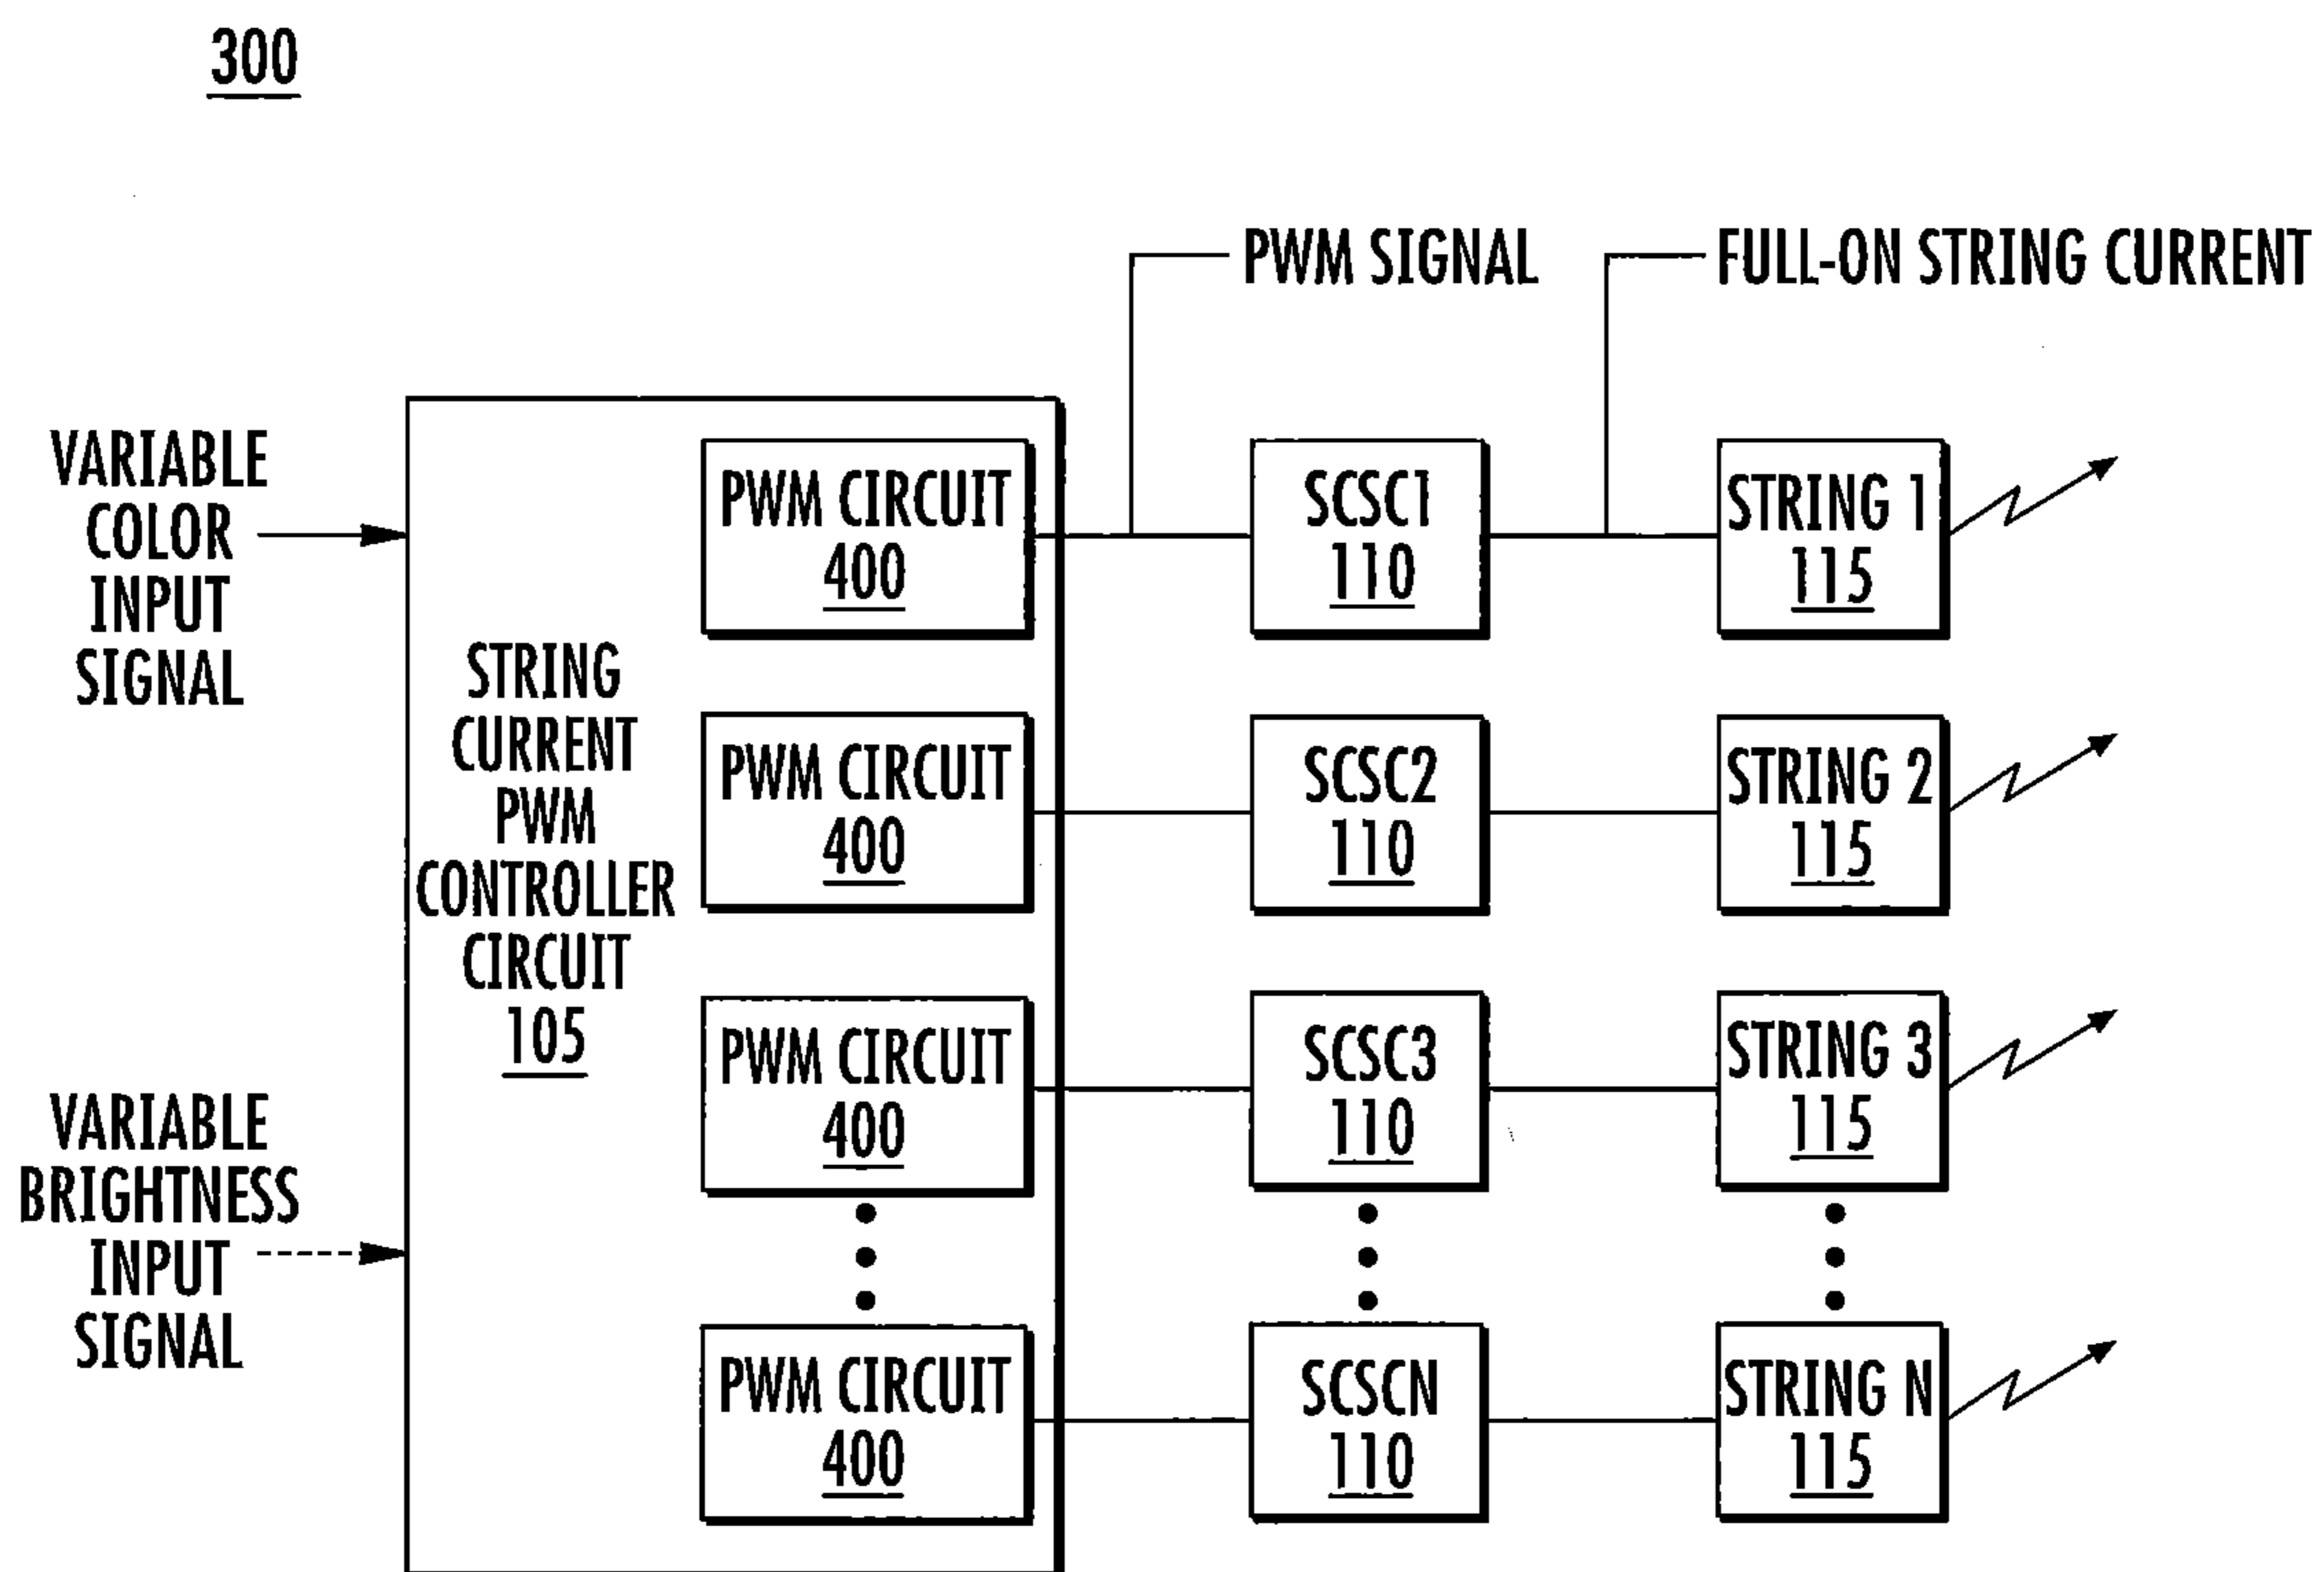 300
PWM SIGNAL
FULL-ON STRING CURRENT
VARIABLE
COLOR
INPUT
SIGNAL
VARIABLE
BRIGHTNESS
INPUT
SIGNAL
STRING
CURRENT
PWM
CONTROLLER
CIRCUIT
105
PWM CIRCUIT
400
SCSC1
110
STRING 1
115
PWM CIRCUIT
400
SCSC2
110
STRING 2
115
PWM CIRCUIT
400
SCSC3
110
STRING 3
115
PWM CIRCUIT
400
SCSCN
110
STRING N
115